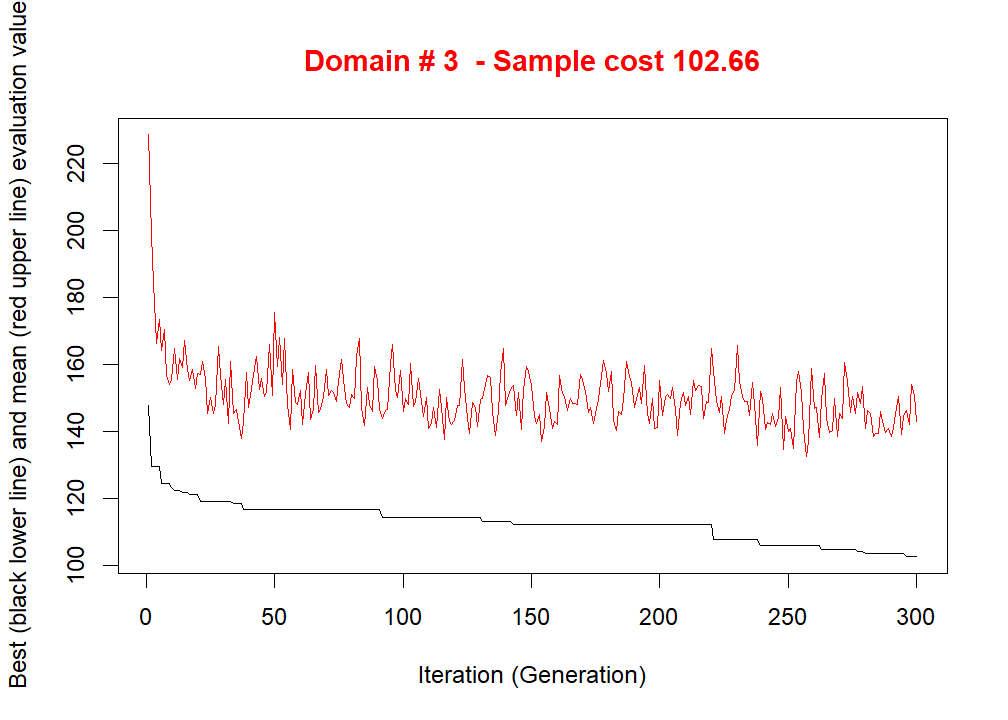 Domain # 3  - Sample cost 102.66
Best (black lower line) and mean (red upper line) evaluation value
220
200
180
160
140
120
100
0 50 100 150 200 250 300
Iteration (Generation)